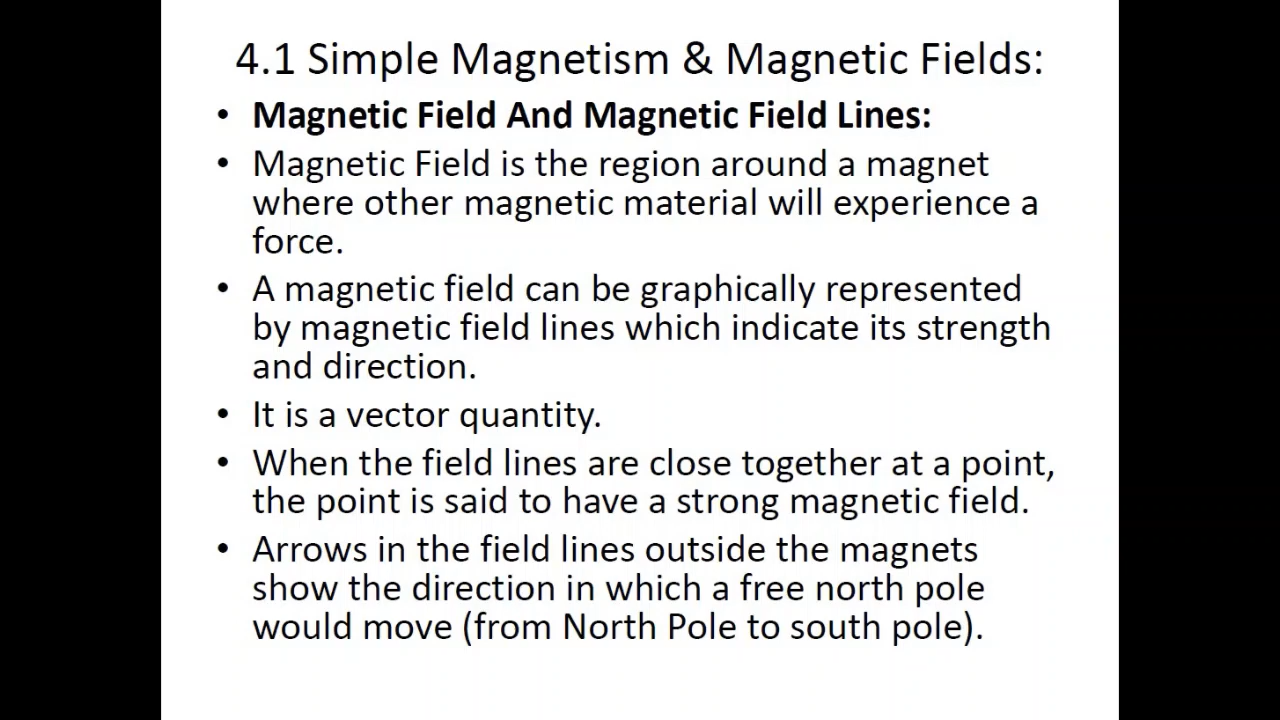 4.1 Simple Magnetism & Magnetic Fields:
• Magnetic Field And Magnetic Field Lines:
• Magnetic Field is the region around a magnet
where other magnetic material will experience a
force.
• A magnetic field can be graphically represented
by magnetic field lines which indicate its strength
and direction.
• It is a vector quantity.
• When the field lines are close together at a point,
the point is said to have a strong magnetic field.
• Arrows in the field lines outside the magnets
show the direction in which a free north pole
would move (from North Pole to south pole).